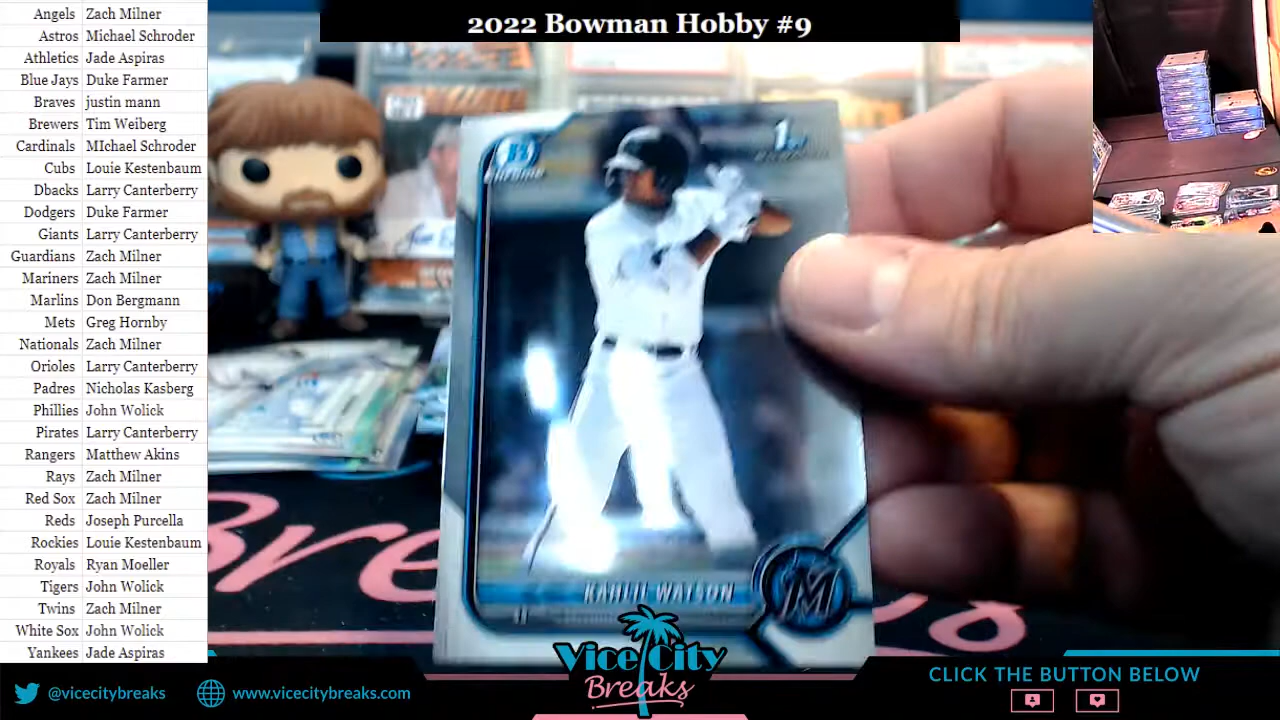 2022 Bowman Hobby #9
Angels Zach Milner
Astros Michael Schroder
Athletics Jade Aspiras
Blue Jays Duke Farmer
Braves justin mann
Brewers Tim Weiberg
Cardinals MIchael Schroder
Cubs Louie Kestenbaum
Dbacks Larry Canterberry
Dodgers Duke Farmer
Giants Larry Canterberry
Guardians Zach Milner
Mariners Zach Milner
Marlins Don Bergmann
Mets Greg Hornby
Nationals Zach Milner
Orioles Larry Canterberry
Padres Nicholas Kasberg
Phillies John Wolick
Pirates Larry Canterberry
Rangers Matthew Akins
Rays Zach Milner
Red Sox Zach Milner
Reds Joseph Purcella
Rockies Louie Kestenbaum
Royals Ryan Moeller
Tigers John Wolick
Twins Zach Milner
White Sox John Wolick
Yankees Jade Aspiras
B
CHROME
1st
KAHLIL WATSON
M
Bre
Vice City
Breaks
@vicecitybreaks
www.vicecitybreaks.com
CLICK THE BUTTON BELOW